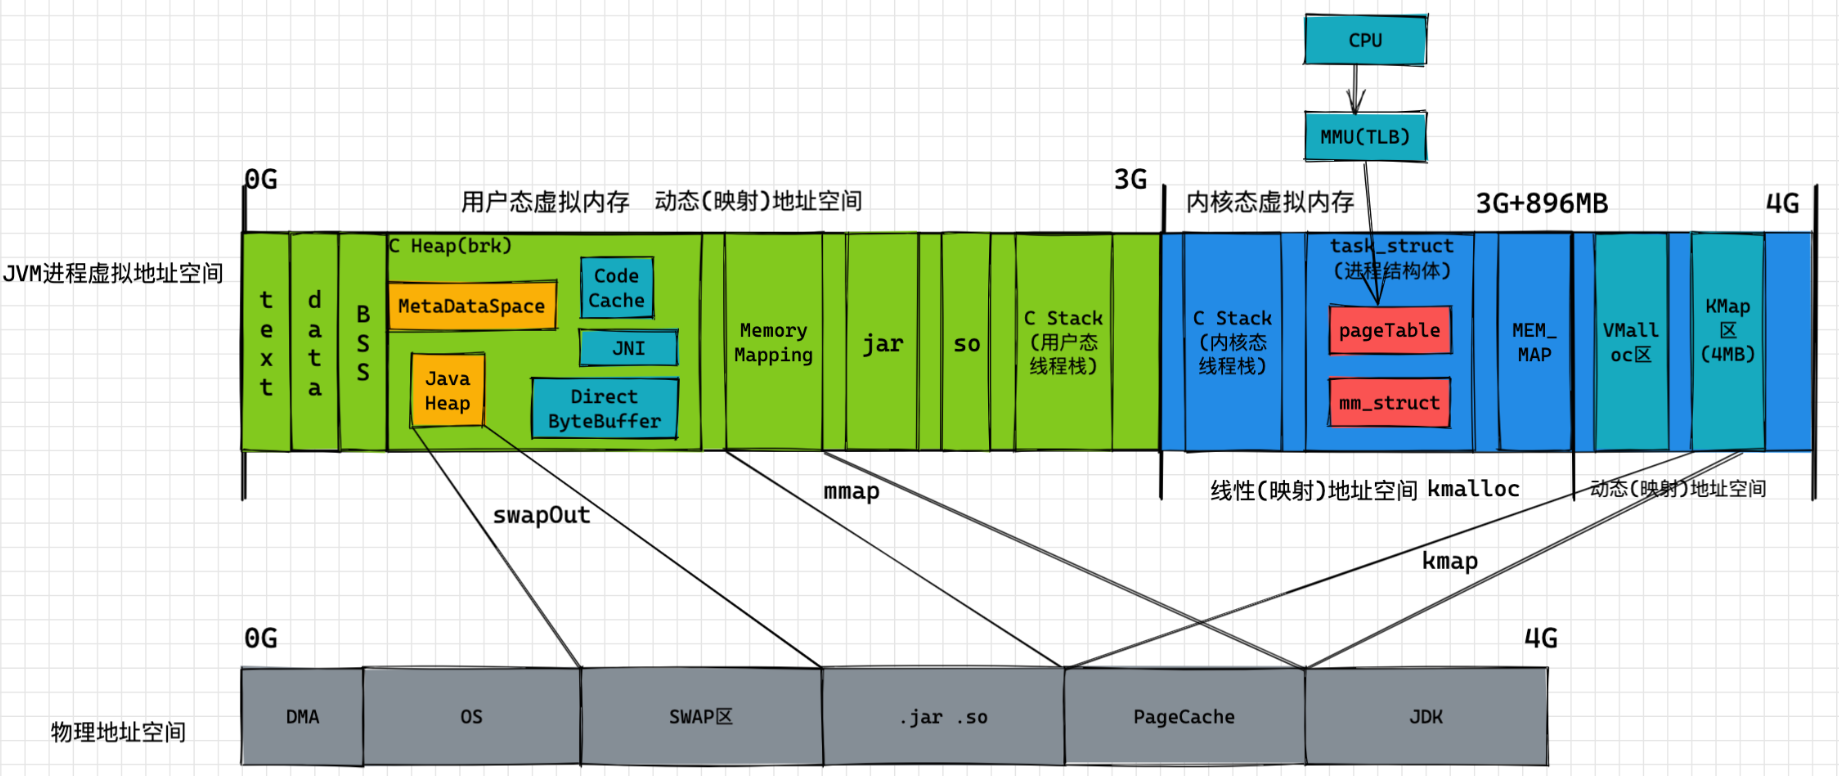 CPU
MMU(TLB)
0G
用户态虚拟内存 动态(映射)地址空间
3G
内核态虚拟内存
3G+896MB
4G
JVM进程虚拟地址空间
text
data
BSS
C Heap(brk)
MetaDataSpace
Code
Cache
JNI
Java
Heap
Direct
ByteBuffer
Memory
Mapping
jar
so
C Stack
(用户态
线程栈)
C Stack
(内核态
线程栈)
task_struct
(进程结构体)
pageTable
mm_struct
MEM_
MAP
VMall
oc区
KMap
区
(4MB)
swapOut
mmap
线性(映射)地址空间 kmalloc
动态(映射)地址空间
kmap
0G
4G
物理地址空间
DMA
OS
SWAP区
.jar .so
PageCache
JDK